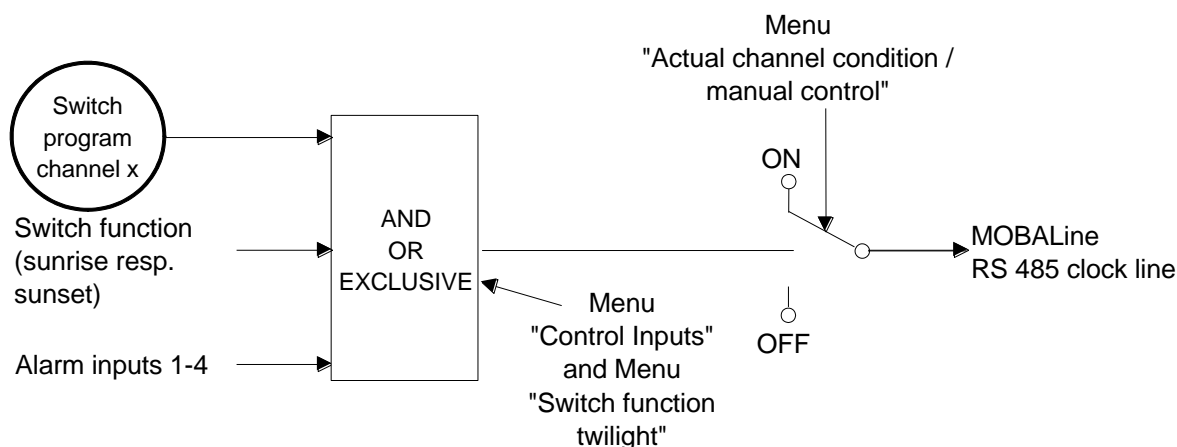 Menu
"Actual channel condition /
manual control"
Switch
program
channel x
ON
Switch function
(sunrise resp.
sunset)
AND
OR
EXCLUSIVE
MOBALine
RS 485 clock line
Menu
"Control Inputs"
and Menu
"Switch function
twilight"
OFF
Alarm inputs 1-4